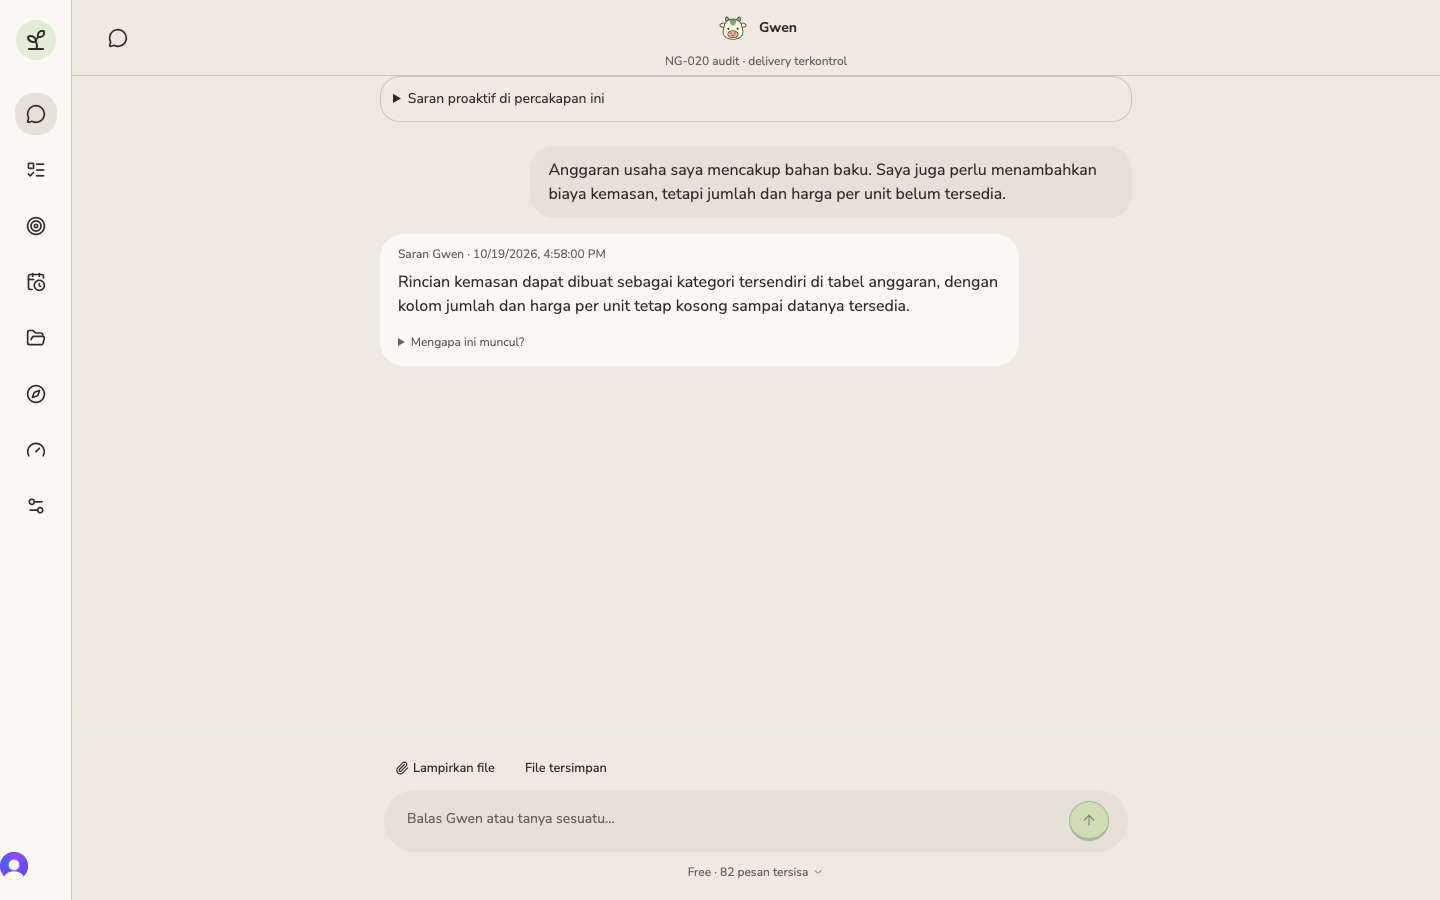 Gwen
NG-020 audit · delivery terkontrol
Saran proaktif di percakapan ini
Anggaran usaha saya mencakup bahan baku. Saya juga perlu menambahkan
biaya kemasan, tetapi jumlah dan harga per unit belum tersedia.
Saran Gwen · 10/19/2026, 4:58:00 PM
Rincian kemasan dapat dibuat sebagai kategori tersendiri di tabel anggaran, dengan
kolom jumlah dan harga per unit tetap kosong sampai datanya tersedia.
Mengapa ini muncul?
Lampirkan file
File tersimpan
Balas Gwen atau tanya sesuatu...
Free · 82 pesan tersisa